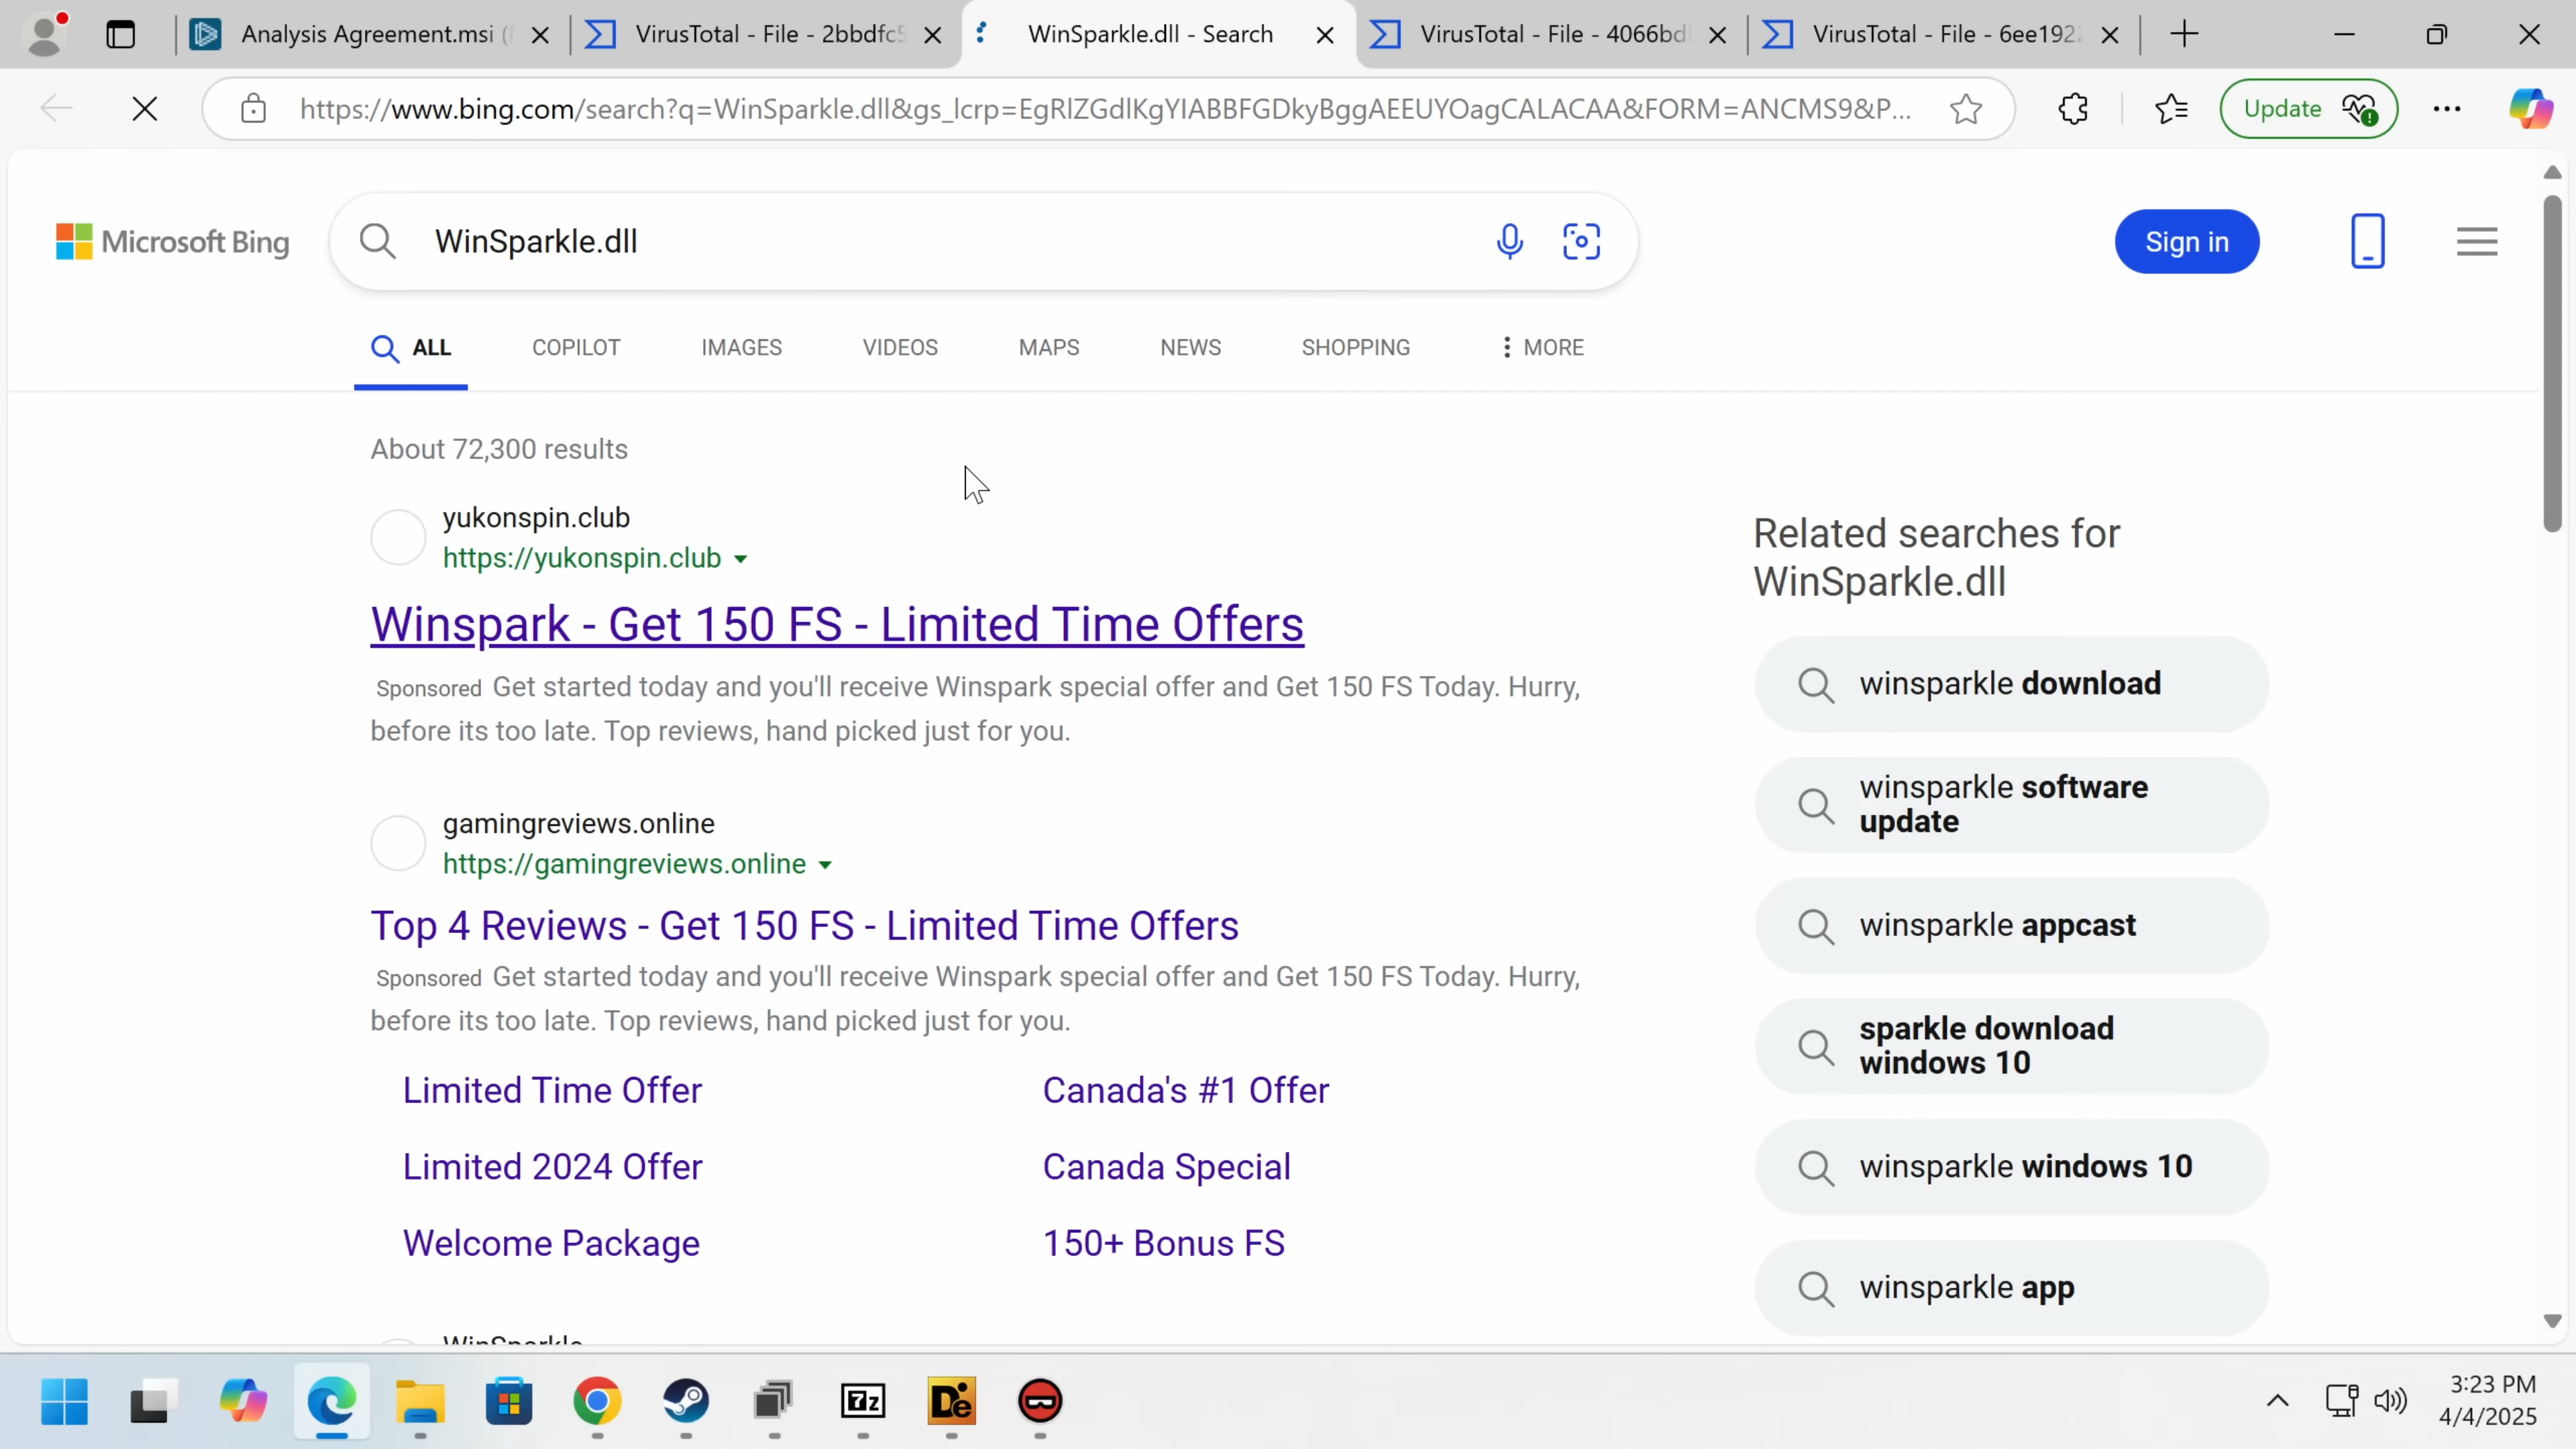 Analysis Agreement.msi (
VirusTotal - File - 2bbdfc5
WinSparkle.dll - Search
VirusTotal - File - 4066bd
VirusTotal - File - 6ee192
https://www.bing.com/search?q=WinSparkle.dll&gs_lcrp=EgRlZGdlKgYIABBFGDkyBggAEEUYOagCALACAA&FORM=ANCMS9&P...
Update
Microsoft Bing
WinSparkle.dll
Sign in
ALL
COPILOT
IMAGES
VIDEOS
MAPS
NEWS
SHOPPING
MORE
About 72,300 results
yukonspin.club
https://yukonspin.club
Winspark - Get 150 FS - Limited Time Offers
Sponsored Get started today and you'll receive Winspark special offer and Get 150 FS Today. Hurry,
before its too late. Top reviews, hand picked just for you.
gamingreviews.online
https://gamingreviews.online
Top 4 Reviews - Get 150 FS - Limited Time Offers
Sponsored Get started today and you'll receive Winspark special offer and Get 150 FS Today. Hurry,
before its too late. Top reviews, hand picked just for you.
Limited Time Offer
Canada's #1 Offer
Limited 2024 Offer
Canada Special
Welcome Package
150+ Bonus FS
WinSparkle
Related searches for
WinSparkle.dll
winsparkle download
winsparkle software
update
winsparkle appcast
sparkle download
windows 10
winsparkle windows 10
winsparkle app
7z
De
3:23 PM
4/4/2025